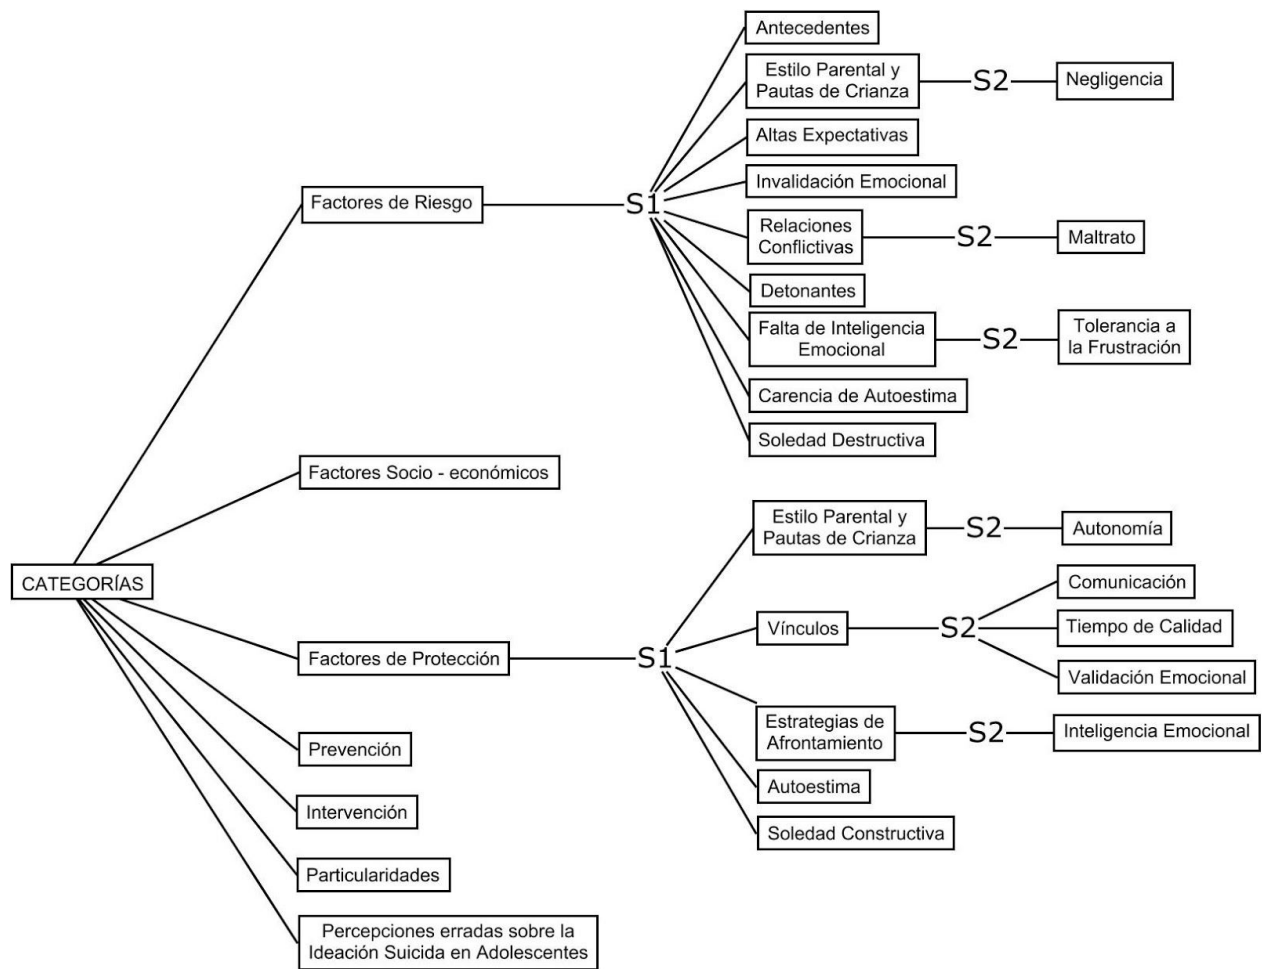 Antecedentes
Estilo Parental y
Pautas de Crianza
S2
Negligencia
Altas Expectativas
Invalidación Emocional
Factores de Riesgo
S1
Relaciones
Conflictivas
S2
Maltrato
Detonantes
Falta de Inteligencia
Emocional
S2
Tolerancia a
la Frustración
Carencia de Autoestima
Soledad Destructiva
Factores Socio - económicos
CATEGORÍAS
Estilo Parental y
Pautas de Crianza
S2
Autonomía
Factores de Protección
S1
Vínculos
S2
Comunicación
Tiempo de Calidad
Validación Emocional
Estrategias de
Afrontamiento
S2
Inteligencia Emocional
Autoestima
Soledad Constructiva
Prevención
Intervención
Particularidades
Percepciones erradas sobre la
Ideación Suicida en Adolescentes